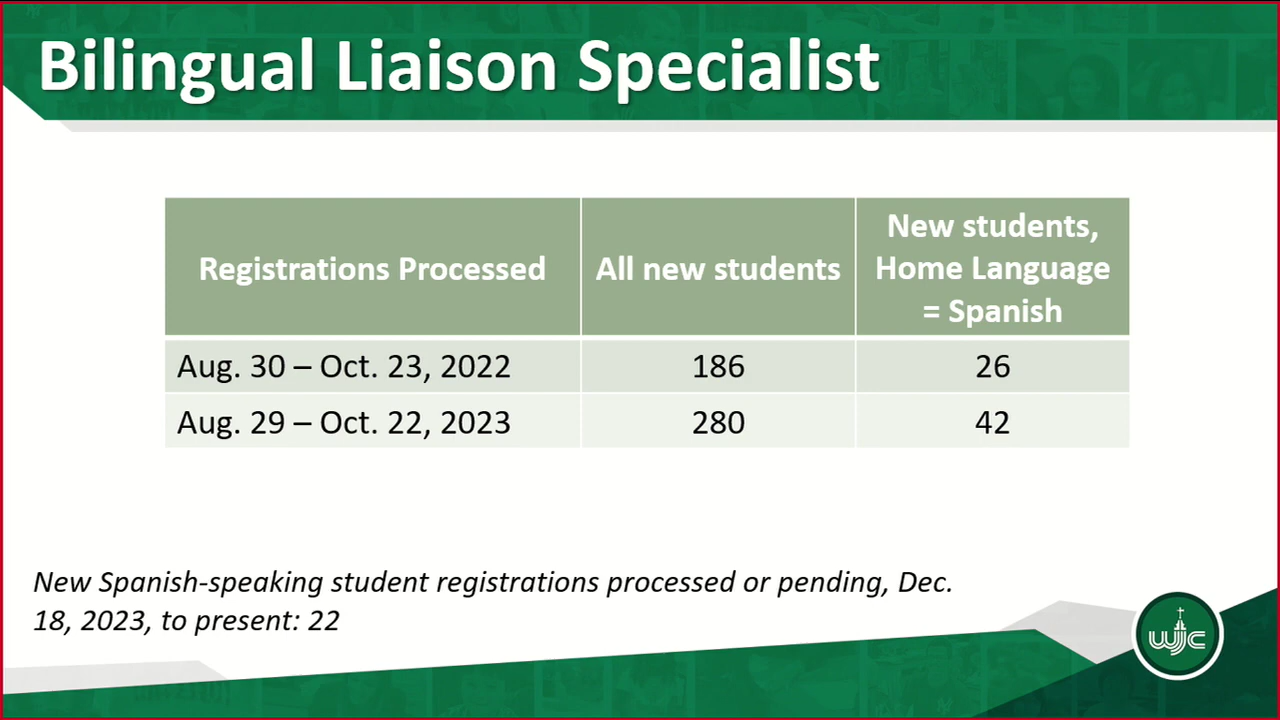 Bilingual Liaison Specialist
Registrations Processed
All new students
New students,
Home Language
= Spanish
Aug. 30 – Oct. 23, 2022
186
26
Aug. 29 – Oct. 22, 2023
280
42
New Spanish-speaking student registrations processed or pending, Dec.
18, 2023, to present: 22
WJC